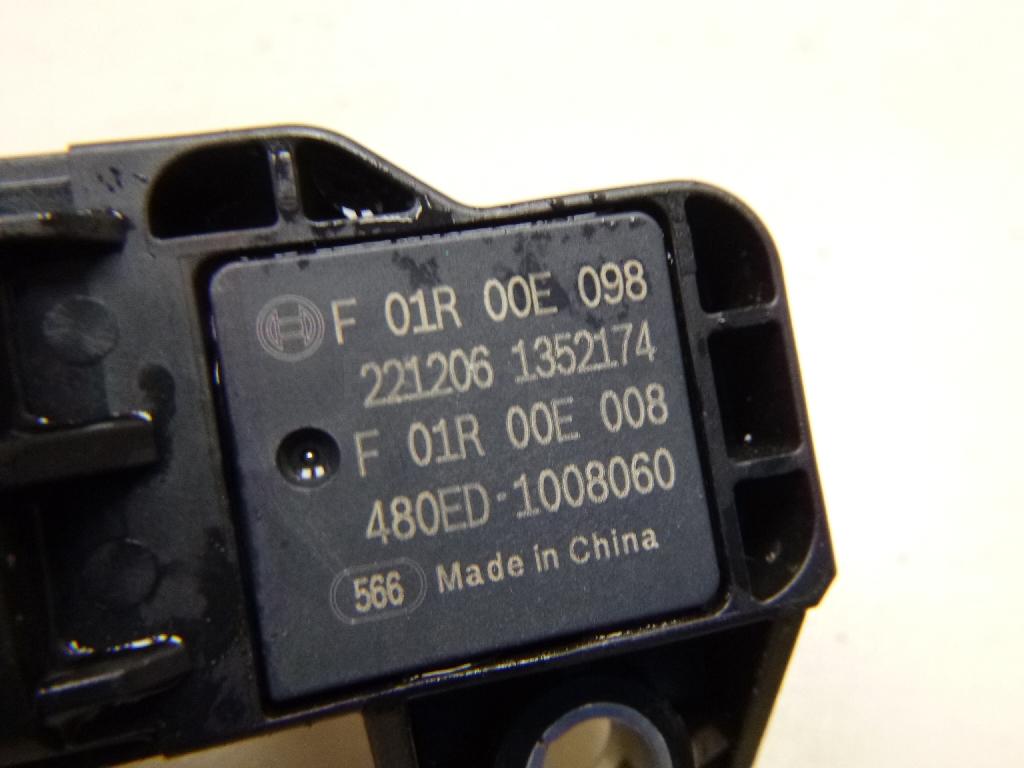 F 01R 00E 098
221206 1352174
F 01R 00E 008
480ED-1008060
566 Made in China